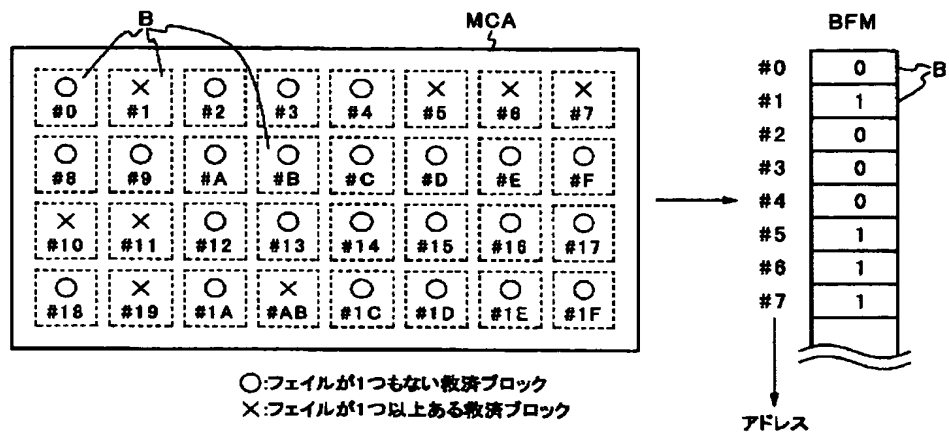 B
MCA
BFM
○ × ○ ○ ○ × × ×
#0 #1 #2 #3 #4 #5 #6 #7
○ ○ ○ ○ ○ ○ ○ ○
#8 #9 #A #B #C #D #E #F
× × ○ ○ ○ ○ ○ ○
#10 #11 #12 #13 #14 #15 #16 #17
○ × ○ × ○ ○ ○ ○
#18 #19 #1A #AB #1C #1D #1E #1F
#0 0 B
#1 1
#2 0
#3 0
#4 0
#5 1
#6 1
#7 1
アドレス
○:フェイルが1つもない救済ブロック
×:フェイルが1つ以上ある救済ブロック